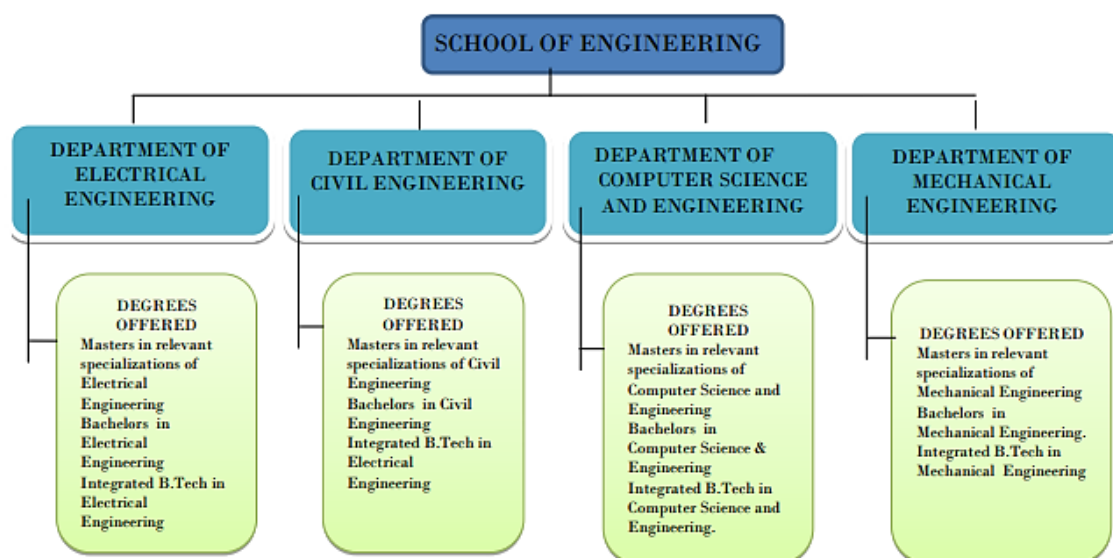 SCHOOL OF ENGINEERING
DEPARTMENT OF
ELECTRICAL
ENGINEERING
DEPARTMENT OF
CIVIL ENGINEERING
DEPARTMENT OF
COMPUTER SCIENCE
AND ENGINEERING
DEPARTMENT OF
MECHANICAL
ENGINEERING
DEGREES
OFFERED
Masters in relevant
specializations of
Electrical
Engineering
Bachelors in
Electrical
Engineering
Integrated B.Tech in
Electrical
Engineering
DEGREES
OFFERED
Masters in relevant
specializations of Civil
Engineering
Bachelors in Civil
Engineering
Integrated B.Tech in
Electrical
Engineering
DEGREES
OFFERED
Masters in relevant
specializations of
Computer Science and
Engineering
Bachelors in
Computer Science &
Engineering
Integrated B.Tech in
Computer Science and
Engineering.
DEGREES OFFERED
Masters in relevant
specializations of
Mechanical Engineering
Bachelors in
Mechanical Engineering.
Integrated B.Tech in
Mechanical Engineering